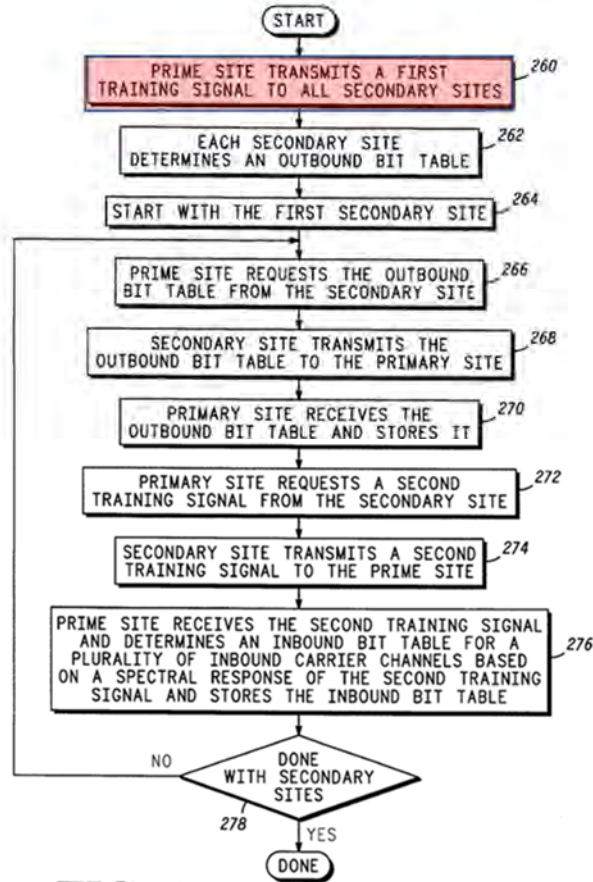 START
PRIME SITE TRANSMITS A FIRST
TRAINING SIGNAL TO ALL SECONDARY SITES
260
EACH SECONDARY SITE
DETERMINES AN OUTBOUND BIT TABLE
262
START WITH THE FIRST SECONDARY SITE
264
PRIME SITE REQUESTS THE OUTBOUND
BIT TABLE FROM THE SECONDARY SITE
266
SECONDARY SITE TRANSMITS THE
OUTBOUND BIT TABLE TO THE PRIMARY SITE
268
PRIMARY SITE RECEIVES THE
OUTBOUND BIT TABLE AND STORES IT
270
PRIMARY SITE REQUESTS A SECOND
TRAINING SIGNAL FROM THE SECONDARY SITE
272
SECONDARY SITE TRANSMITS A SECOND
TRAINING SIGNAL TO THE PRIME SITE
274
PRIME SITE RECEIVES THE SECOND TRAINING SIGNAL
AND DETERMINES AN INBOUND BIT TABLE FOR A
PLURALITY OF INBOUND CARRIER CHANNELS BASED
ON A SPECTRAL RESPONSE OF THE SECOND TRAINING
SIGNAL AND STORES THE INBOUND BIT TABLE
276
NO
DONE
WITH SECONDARY
SITES
278
YES
DONE